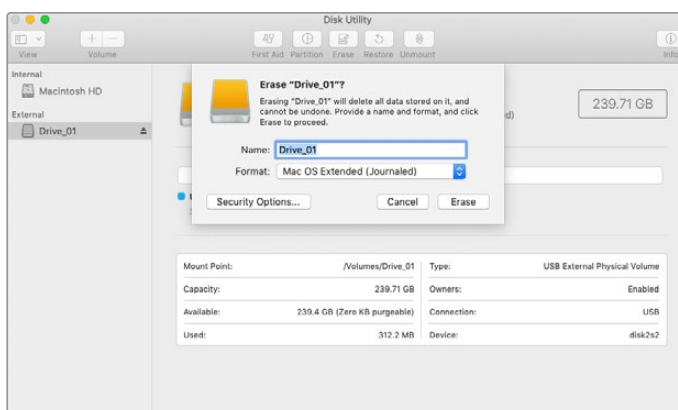 Disk Utility
View
Volume
First Aid Partition Erase Restore Unmount
Info
Internal
Macintosh HD
External
Drive_01
Erase "Drive_01"?
Erasing "Drive_01" will delete all data stored on it, and
cannot be undone. Provide a name and format, and click
Erase to proceed.
d)
239.71 GB
Name: Drive_01
Format: Mac OS Extended (Journaled)
Security Options...
Cancel
Erase
Mount Point: /Volumes/Drive_01 Type: USB External Physical Volume
Capacity: 239.71 GB Owners: Enabled
Available: 239.4 GB (Zero KB purgeable) Connection: USB
Used: 312.2 MB Device: disk2s2